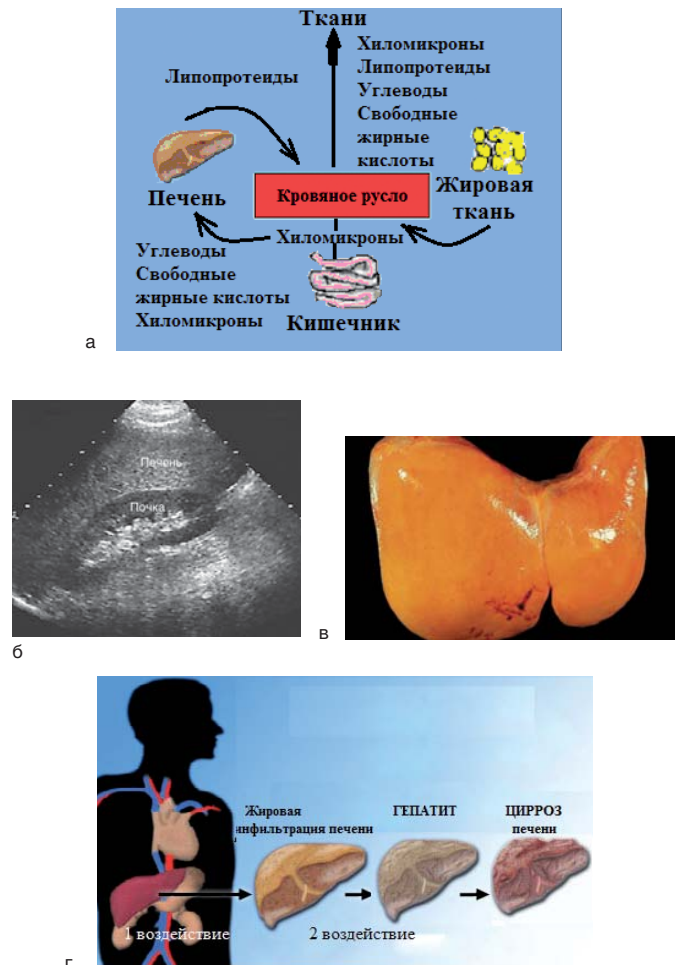 Ткани
Хиломикроны
Липопротеиды
Углеводы
Свободные
жирные
кислоты
Липопротеиды
Печень
Кровяное русло
Жировая
ткань
Хиломикроны
Углеводы
Свободные
жирные кислоты
Хиломикроны
Кишечник
а
Печень
Почка
б
в
Жировая
инфильтрация печени
ГЕПАТИТ
ЦИРРОЗ
печени
1 воздействие
2 воздействие
г